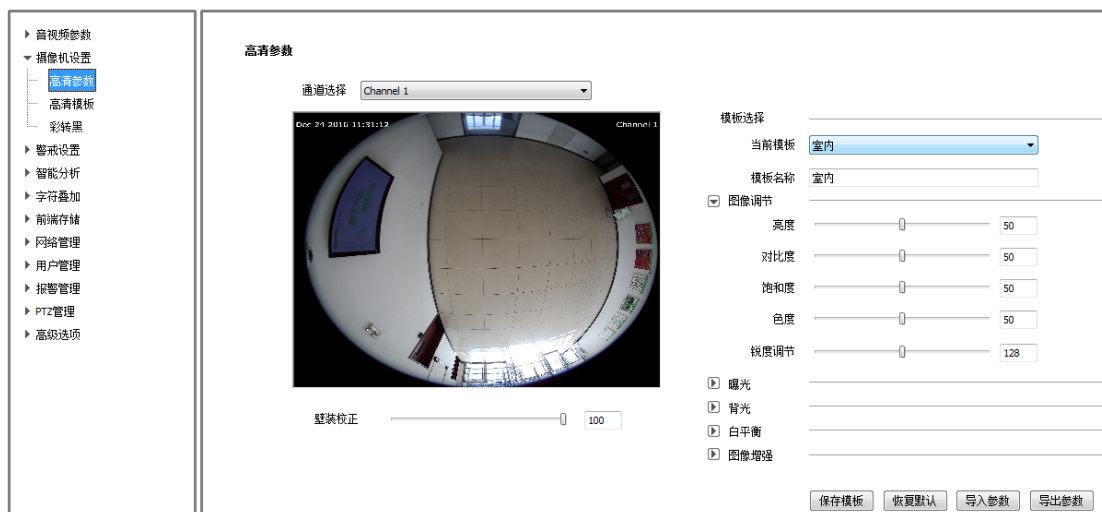 音视频参数
摄像机设置
高清参数
高清模板
彩转黑
警戒设置
智能分析
字符叠加
前端存储
网络管理
用户管理
报警管理
PTZ管理
高级选项
高清参数
通道选择 Channel 1
Dec 24 2016 11:31:12 Channel 1
壁装校正 100
模板选择
当前模板 室内
模板名称 室内
图像调节
亮度 50
对比度 50
饱和度 50
色度 50
锐度调节 128
曝光
背光
白平衡
图像增强
保存模板 恢复默认 导入参数 导出参数